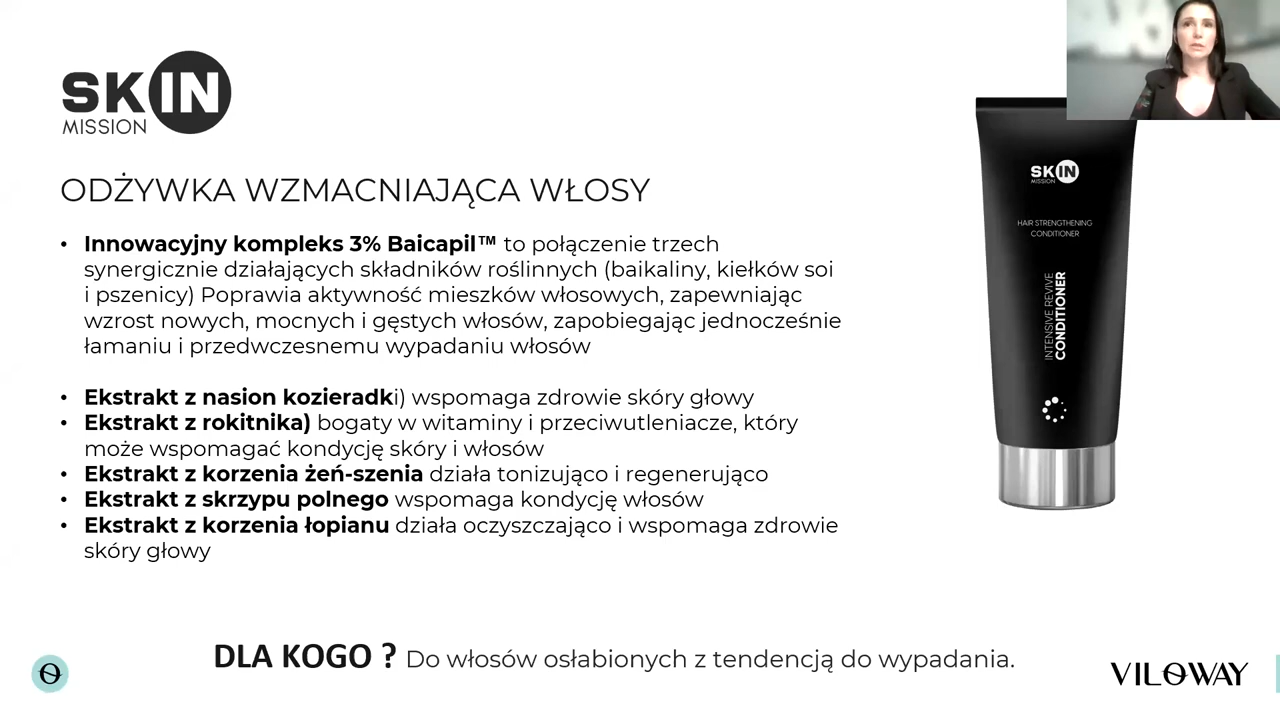 SKIN
MISSION
ODŻYWKA WZMACNIAJĄCA WŁOSY
• Innowacyjny kompleks 3% Baicapil™ to połączenie trzech
synergicznie działających składników roślinnych (baikaliny, kiełków soi
i pszenicy) Poprawia aktywność mieszków włosowych, zapewniając
wzrost nowych, mocnych i gęstych włosów, zapobiegając jednocześnie
łamaniu i przedwczesnemu wypadaniu włosów
• Ekstrakt z nasion kozieradki) wspomaga zdrowie skóry głowy
• Ekstrakt z rokitnika) bogaty w witaminy i przeciwutleniacze, który
może wspomagać kondycję skóry i włosów
• Ekstrakt z korzenia żeń-szenia działa tonizująco i regenerująco
• Ekstrakt z skrzypu polnego wspomaga kondycję włosów
• Ekstrakt z korzenia łopianu działa oczyszczająco i wspomaga zdrowie
skóry głowy
SKIN
MISSION
HAIR STRENGTHENING
CONDITIONER
INTENSIVE REVIVE
CONDITIONER
DLA KOGO ? Do włosów osłabionych z tendencją do wypadania.
VILOWAY